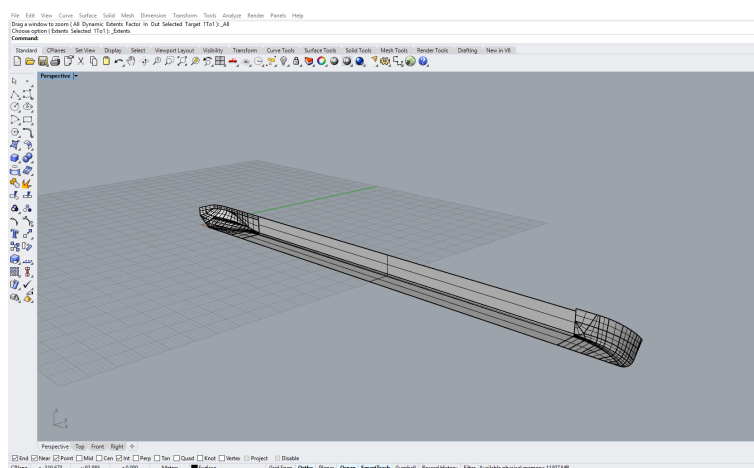 File Edit View Curve Surface Solid Mesh Dimension Transform Tools Analyze Render Panels Help
Drag a window to zoom ( All Dynamic Extents Factor In Out Selected Target 1To1 ): _All
Choose option ( Extents Selected 1To1 ): _Extents
Command:
Standard CPlanes Set View Display Select Viewport Layout Visibility Transform Curve Tools Surface Tools Solid Tools Mesh Tools Render Tools Drafting New in V6
Perspective
z
y
x
Perspective Top Front Right
End Near Point Mid Cen Int Perp Tan Quad Knot Vertex Project Disable
CPlane Meters Surface Grid Snap Ortho Planar Osnap SmartTrack Gumball Record History Filter Available physical memory: